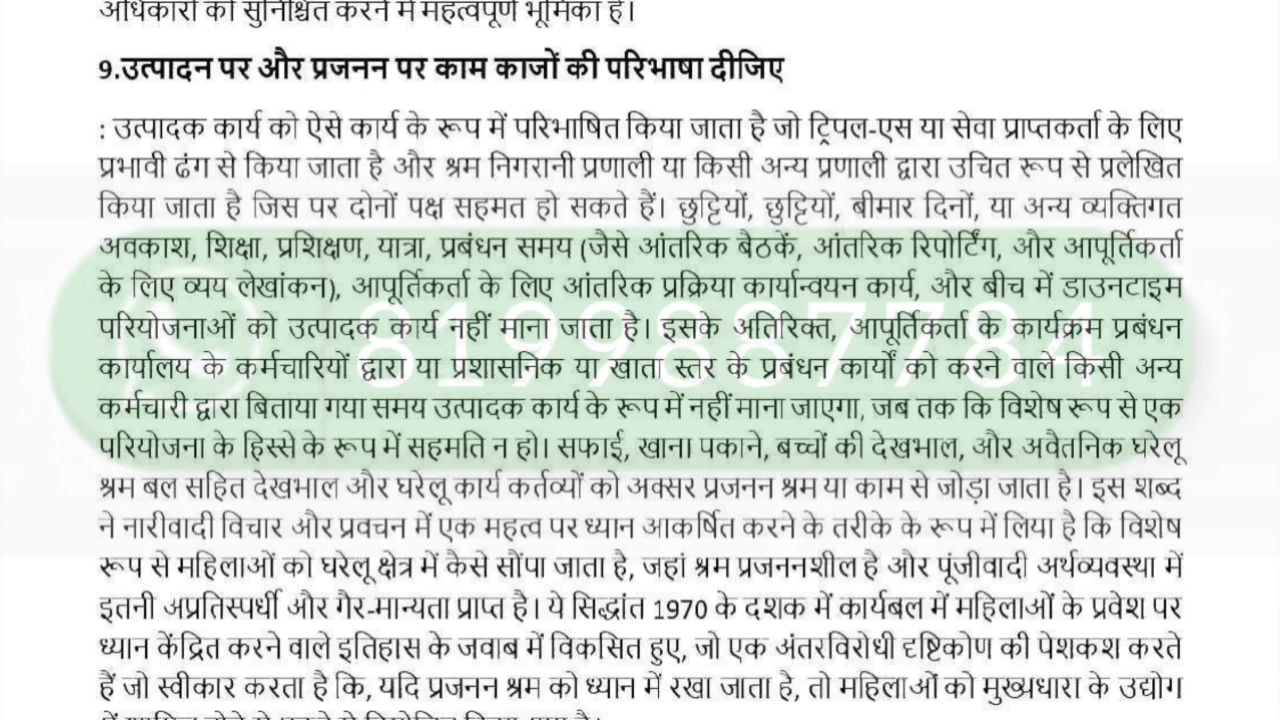 अधिकारों को सुनिश्चित करने में महत्वपूर्ण भूमिका है।
9.उत्पादन पर और प्रजनन पर काम काजों की परिभाषा दीजिए
: उत्पादक कार्य को ऐसे कार्य के रूप में परिभाषित किया जाता है जो ट्रिपल-एस या सेवा प्राप्तकर्ता के लिए
प्रभावी ढंग से किया जाता है और श्रम निगरानी प्रणाली या किसी अन्य प्रणाली द्वारा उचित रूप से प्रलेखित
किया जाता है जिस पर दोनों पक्ष सहमत हो सकते हैं। छुट्टियों, छुट्टियों, बीमार दिनों, या अन्य व्यक्तिगत
अवकाश, शिक्षा, प्रशिक्षण, यात्रा, प्रबंधन समय (जैसे आंतरिक बैठकें, आंतरिक रिपोर्टिंग, और आपूर्तिकर्ता
के लिए व्यय लेखांकन), आपूर्तिकर्ता के लिए आंतरिक प्रक्रिया कार्यान्वयन कार्य, और बीच में डाउनटाइम
परियोजनाओं को उत्पादक कार्य नहीं माना जाता है। इसके अतिरिक्त, आपूर्तिकर्ता के कार्यक्रम प्रबंधन
कार्यालय के कर्मचारियों द्वारा या प्रशासनिक या खाता स्तर के प्रबंधन कार्यों को करने वाले किसी अन्य
कर्मचारी द्वारा बिताया गया समय उत्पादक कार्य के रूप में नहीं माना जाएगा, जब तक कि विशेष रूप से एक
परियोजना के हिस्से के रूप में सहमति न हो। सफाई, खाना पकाने, बच्चों की देखभाल, और अवैतनिक घरेलू
श्रम बल सहित देखभाल और घरेलू कार्य कर्तव्यों को अक्सर प्रजनन श्रम या काम से जोड़ा जाता है। इस शब्द
ने नारीवादी विचार और प्रवचन में एक महत्व पर ध्यान आकर्षित करने के तरीके के रूप में लिया है कि विशेष
रूप से महिलाओं को घरेलू क्षेत्र में कैसे सौंपा जाता है, जहां श्रम प्रजननशील है और पूंजीवादी अर्थव्यवस्था में
इतनी अप्रतिस्पर्धी और गैर-मान्यता प्राप्त है। ये सिद्धांत 1970 के दशक में कार्यबल में महिलाओं के प्रवेश पर
ध्यान केंद्रित करने वाले इतिहास के जवाब में विकसित हुए, जो एक अंतरविरोधी दृष्टिकोण की पेशकश करते
हैं जो स्वीकार करता है कि, यदि प्रजनन श्रम को ध्यान में रखा जाता है, तो महिलाओं को मुख्यधारा के उद्योग
8199887784